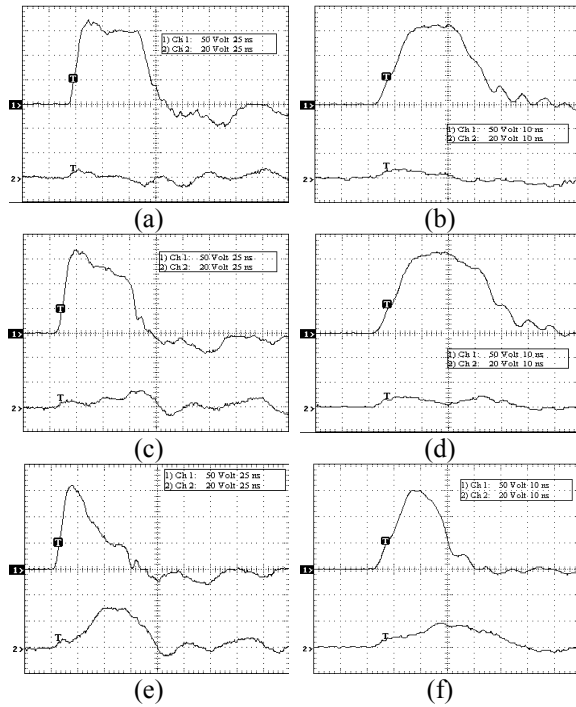 1) Ch 1: 50 Volt 25 ns
2) Ch 2: 20 Volt 25 ns
T
1
T
2
(a)
T
1
1) Ch 1: 50 Volt 10 ns
2) Ch 2: 20 Volt 10 ns
T
2
(b)
1) Ch 1: 50 Volt 25 ns
2) Ch 2: 20 Volt 25 ns
T
1
T
2
(c)
T
1
1) Ch 1: 50 Volt 10 ns
2) Ch 2: 20 Volt 10 ns
T
2
(d)
1) Ch 1: 50 Volt 25 ns
2) Ch 2: 20 Volt 25 ns
T
1
T
2
(e)
1) Ch 1: 50 Volt 10 ns
2) Ch 2: 20 Volt 10 ns
T
1
T
2
(f)